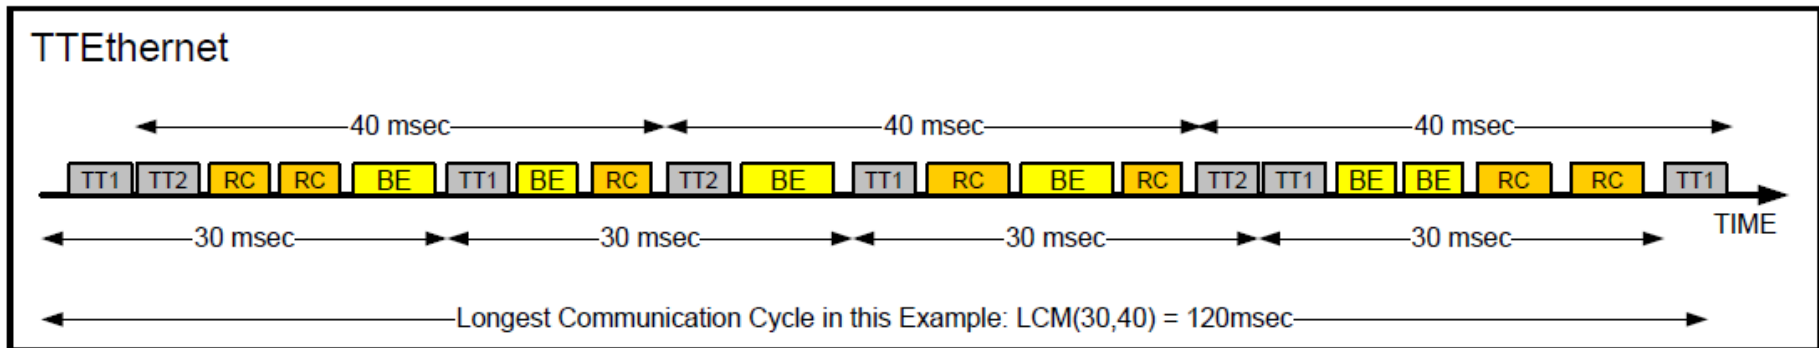 TTEthernet
40 msec 40 msec 40 msec
TT1 TT2 RC RC BE TT1 BE RC TT2 BE TT1 RC BE RC TT2 TT1 BE BE RC RC TT1
TIME
30 msec 30 msec 30 msec 30 msec
Longest Communication Cycle in this Example: LCM(30,40) = 120msec